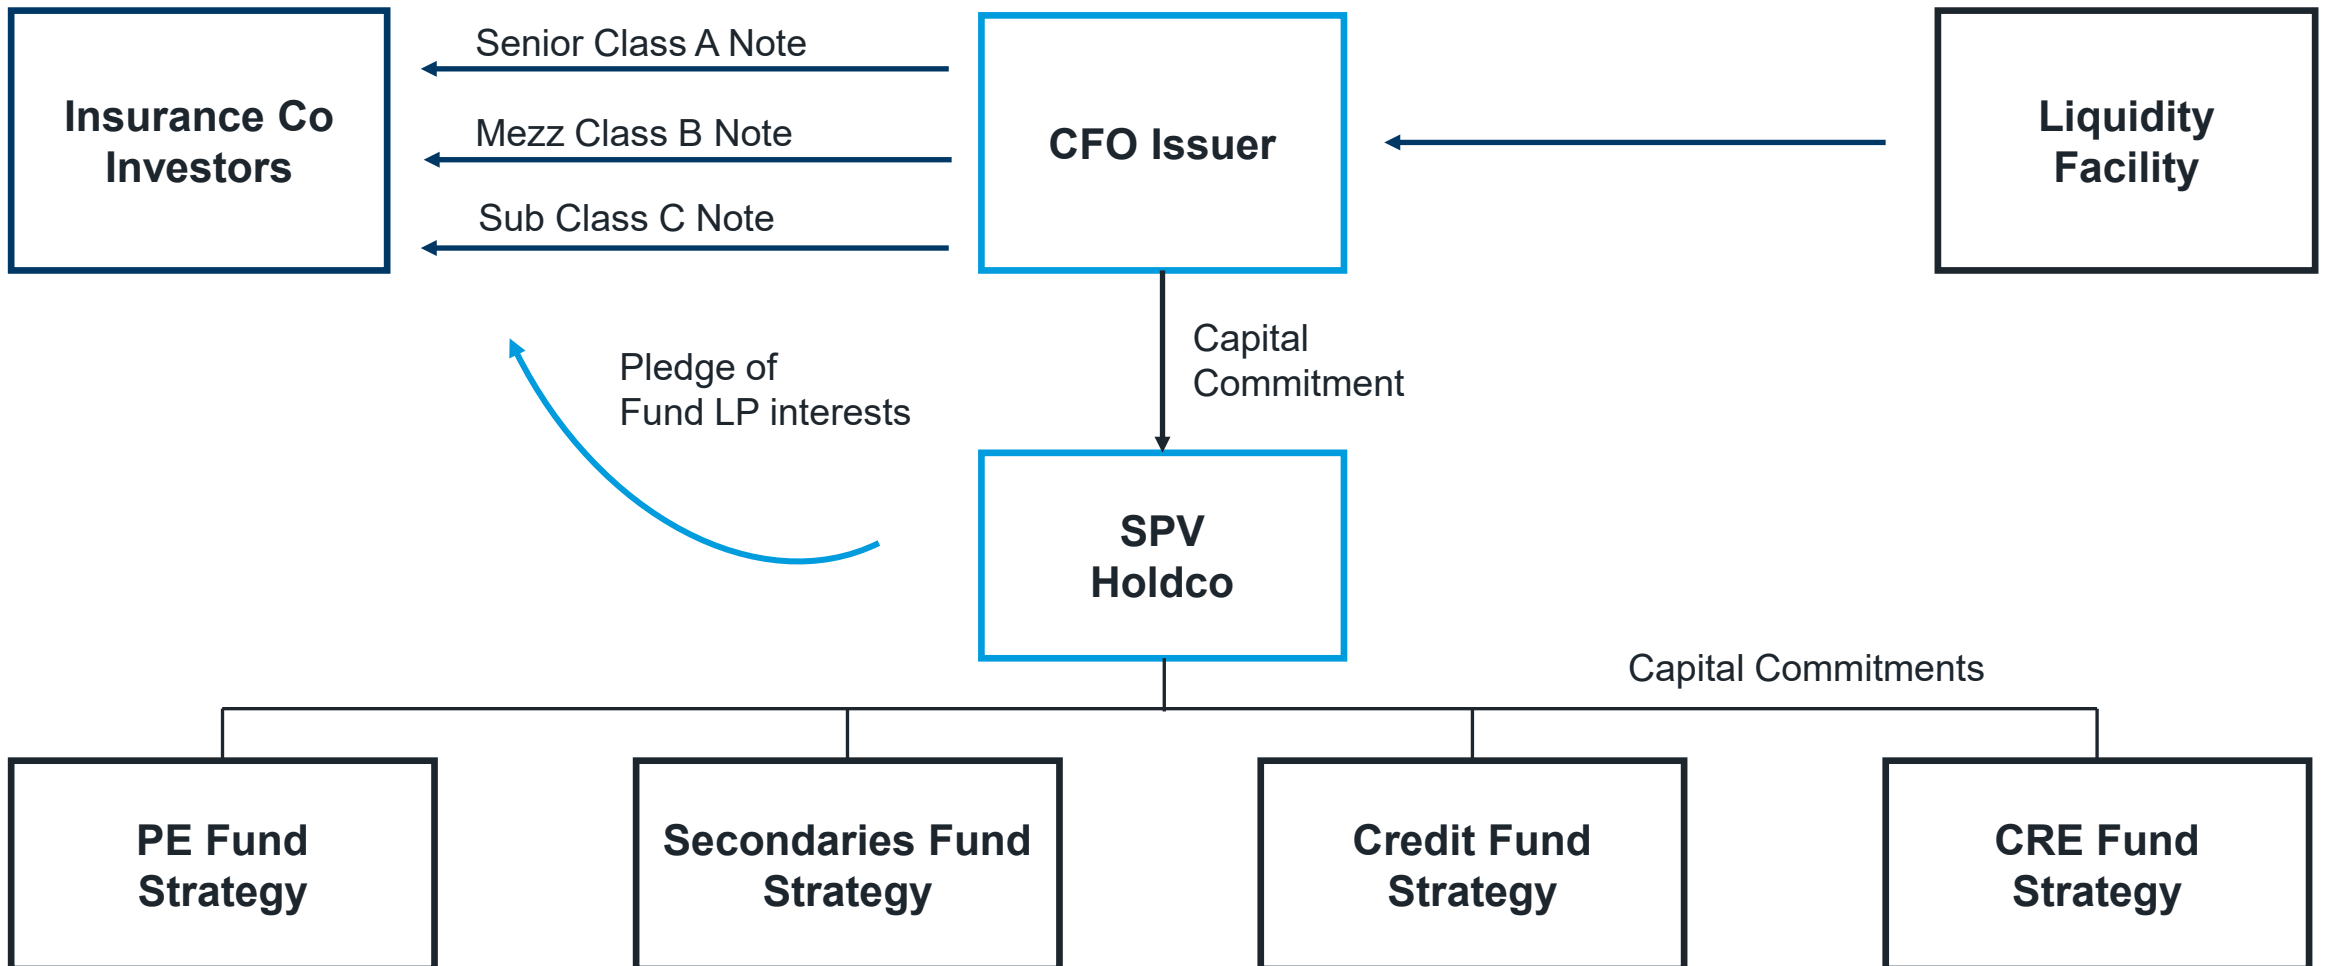 Senior Class A Note
Insurance Co
Investors
Mezz Class B Note
CFO Issuer
Liquidity
Facility
Sub Class C Note
Capital
Commitment
Pledge of
Fund LP interests
SPV
Holdco
Capital Commitments
PE Fund
Strategy
Secondaries Fund
Strategy
Credit Fund
Strategy
CRE Fund
Strategy